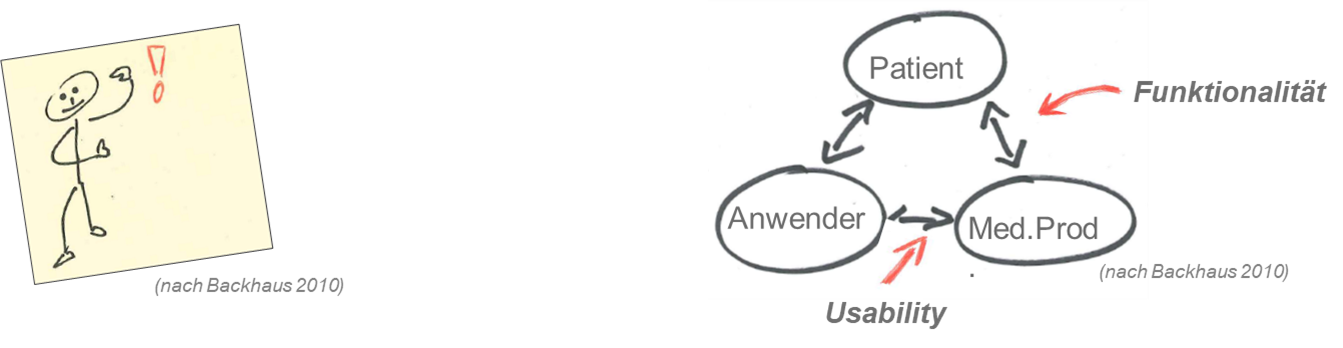 !
(nach Backhaus 2010)
Patient
Funktionalität
Anwender
Med.Prod
(nach Backhaus 2010)
Usability